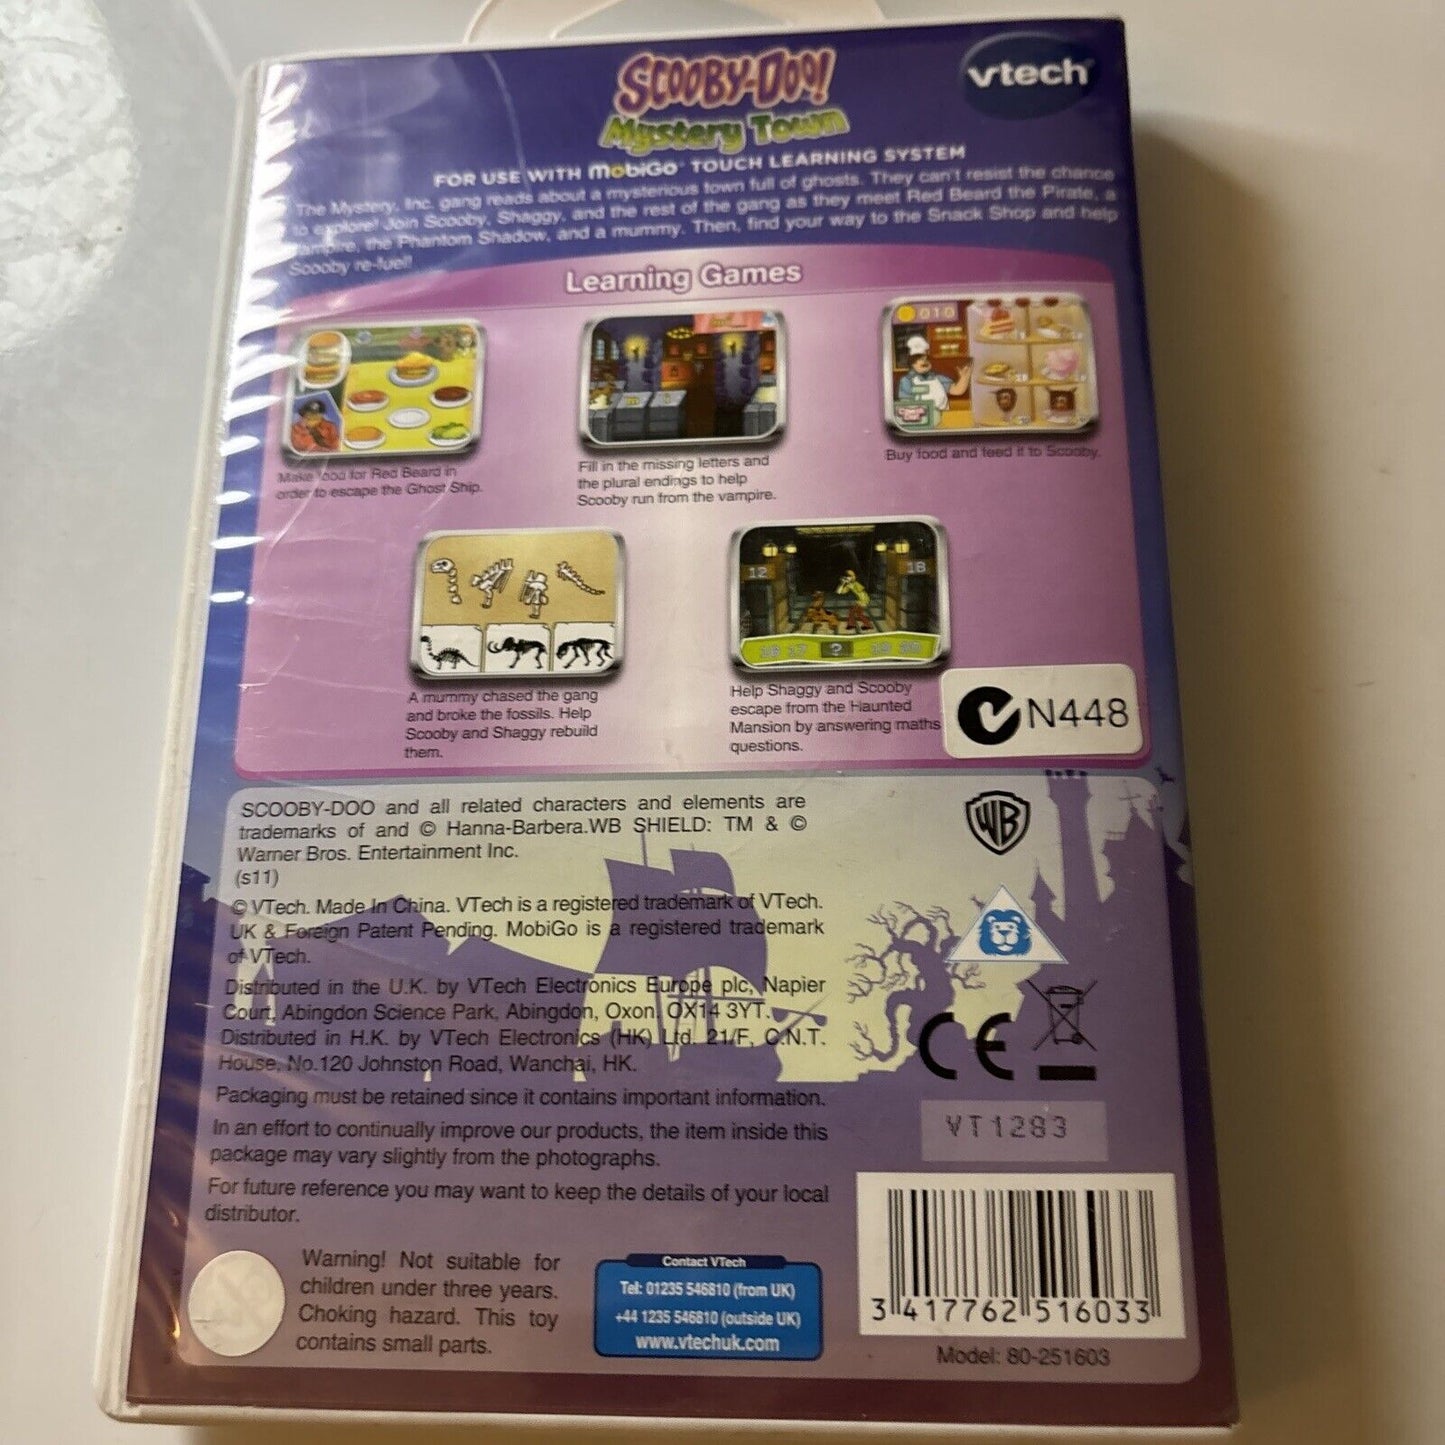 SCOOBY-DOO!
Mystery Town
vtech
FOR USE WITH MobiGo TOUCH LEARNING SYSTEM
The Mystery, Inc. gang reads about a mysterious town full of ghosts. They can't resist the chance
to explore! Join Scooby, Shaggy, and the rest of the gang as they meet Red Beard the Pirate, a
vampire, the Phantom Shadow, and a mummy. Then, find your way to the Snack Shop and help
Scooby re-fuel!
Learning Games
010
Make food for Red Beard in
order to escape the Ghost Ship.
Fill in the missing letters and
the plural endings to help
Scooby run from the vampire.
Buy food and feed it to Scooby.
12 18
16 17 ? 19 20
A mummy chased the gang
and broke the fossils. Help
Scooby and Shaggy rebuild
them.
Help Shaggy and Scooby
escape from the Haunted
Mansion by answering maths
questions.
N448
SCOOBY-DOO and all related characters and elements are
trademarks of and © Hanna-Barbera.WB SHIELD: TM & ©
Warner Bros. Entertainment Inc.
(s11)
WB
© VTech. Made In China. VTech is a registered trademark of VTech.
UK & Foreign Patent Pending. MobiGo is a registered trademark
of VTech.
Distributed in the U.K. by VTech Electronics Europe plc, Napier
Court, Abingdon Science Park, Abingdon, Oxon. OX14 3YT.
Distributed in H.K. by VTech Electronics (HK) Ltd. 21/F, C.N.T.
House, No.120 Johnston Road, Wanchai, HK.
CE
Packaging must be retained since it contains important information.
VT1283
In an effort to continually improve our products, the item inside this
package may vary slightly from the photographs.
For future reference you may want to keep the details of your local
distributor.
Warning! Not suitable for
children under three years.
Choking hazard. This toy
contains small parts.
Contact VTech
Tel: 01235 546810 (from UK)
+44 1235 546810 (outside UK)
www.vtechuk.com
3 417762 516033
Model: 80-251603